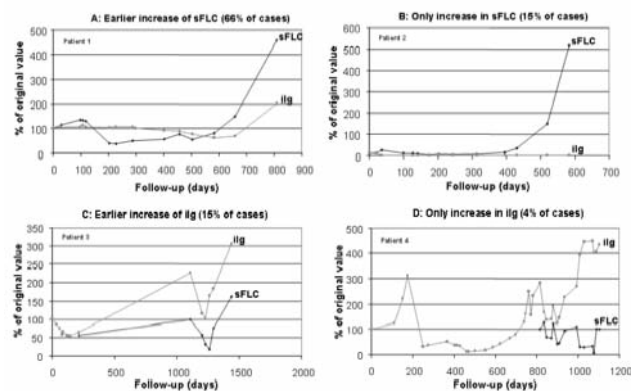 A: Earlier increase of sFLC (66% of cases)
Patient 1
% of original value
500
400
300
200
100
0
sFLC
iIg
0 100 200 300 400 500 600 700 800 900
Follow-up (days)
B: Only increase in sFLC (15% of cases)
Patient 2
% of original value
600
500
400
300
200
100
0
sFLC
iIg
0 100 200 300 400 500 600 700
Follow-up (days)
C: Earlier increase of iIg (15% of cases)
Patient 3
% of original value
350
300
250
200
150
100
50
0
iIg
sFLC
0 500 1000 1500 2000
Follow-up (days)
D: Only increase in iIg (4% of cases)
Patient 4
% of original value
500
400
300
200
100
0
iIg
sFLC
0 200 400 600 800 1000 1200
Follow-up (days)